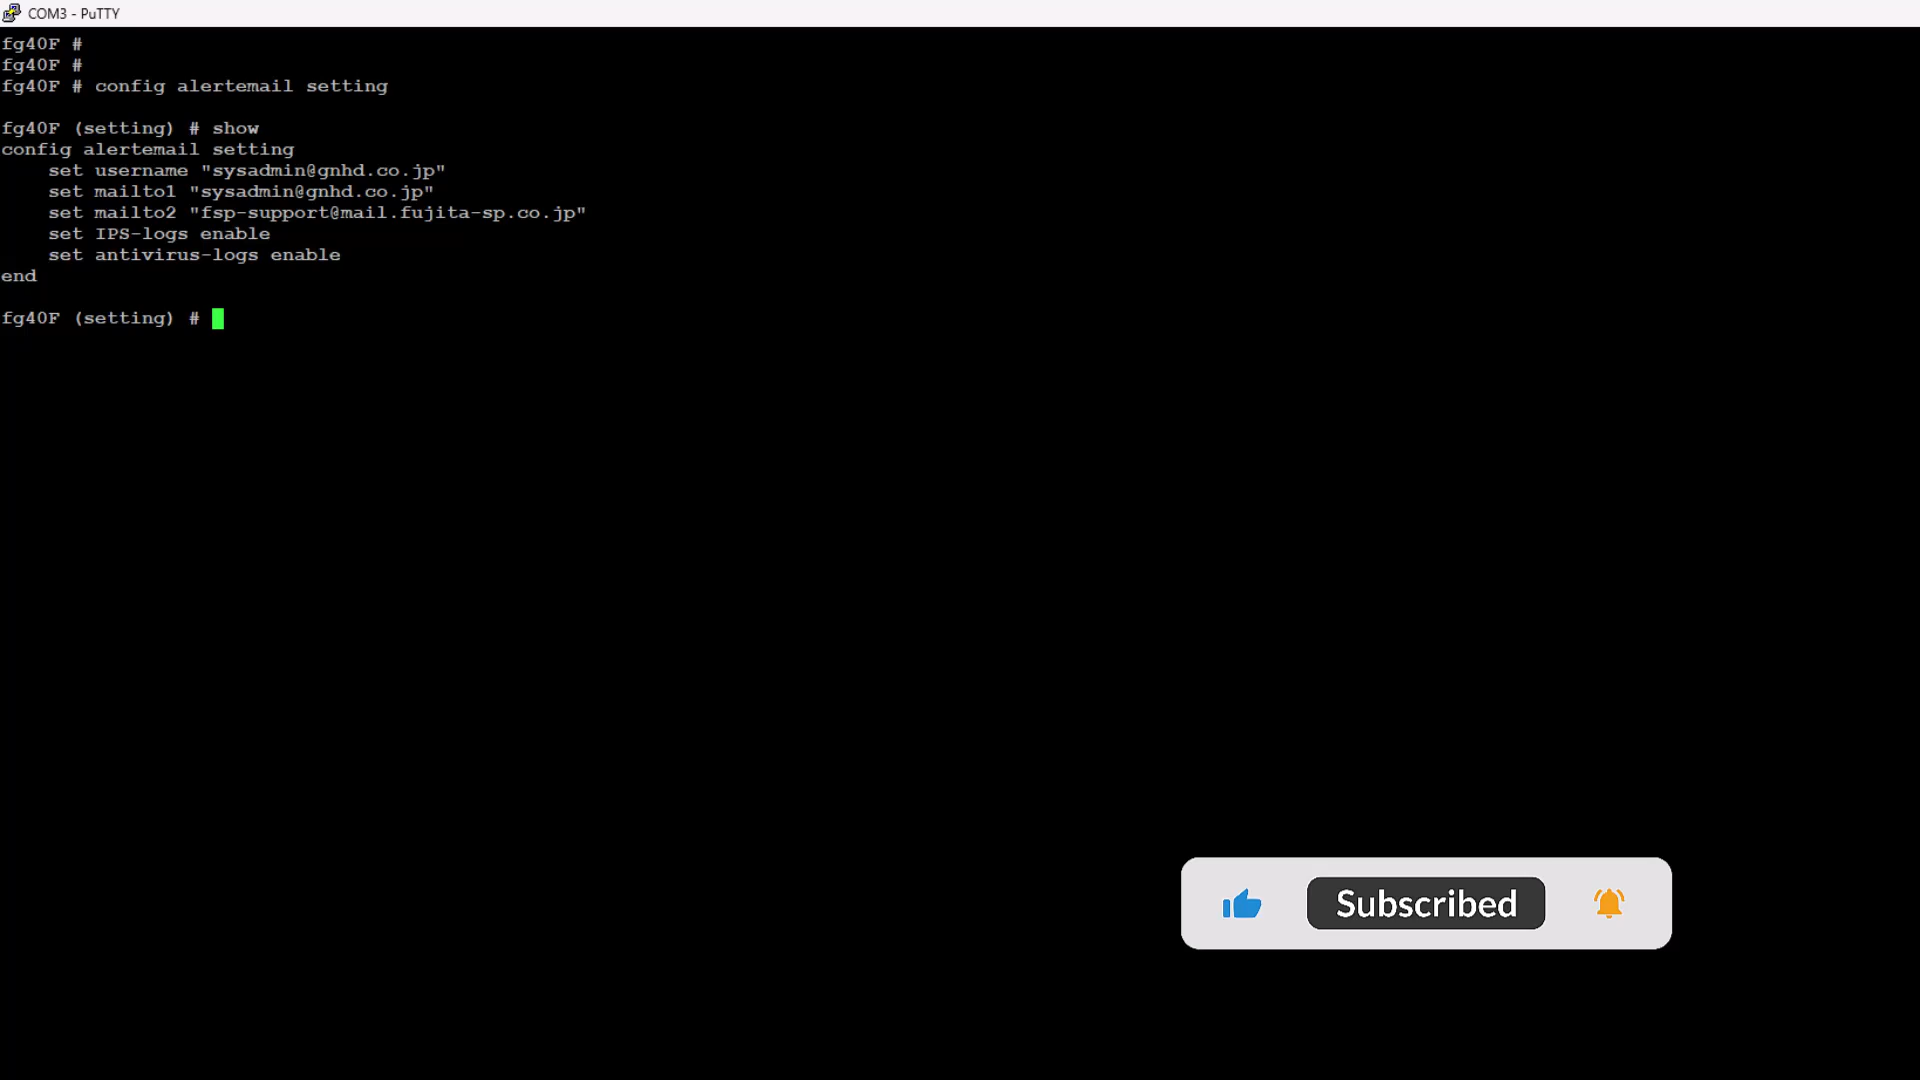 COM3 - PuTTY
fg40F #
fg40F #
fg40F # config alertemail setting
fg40F (setting) # show
config alertemail setting
    set username "sysadmin@gnhd.co.jp"
    set mailto1 "sysadmin@gnhd.co.jp"
    set mailto2 "fsp-support@mail.fujita-sp.co.jp"
    set IPS-logs enable
    set antivirus-logs enable
end
fg40F (setting) #
Subscribed